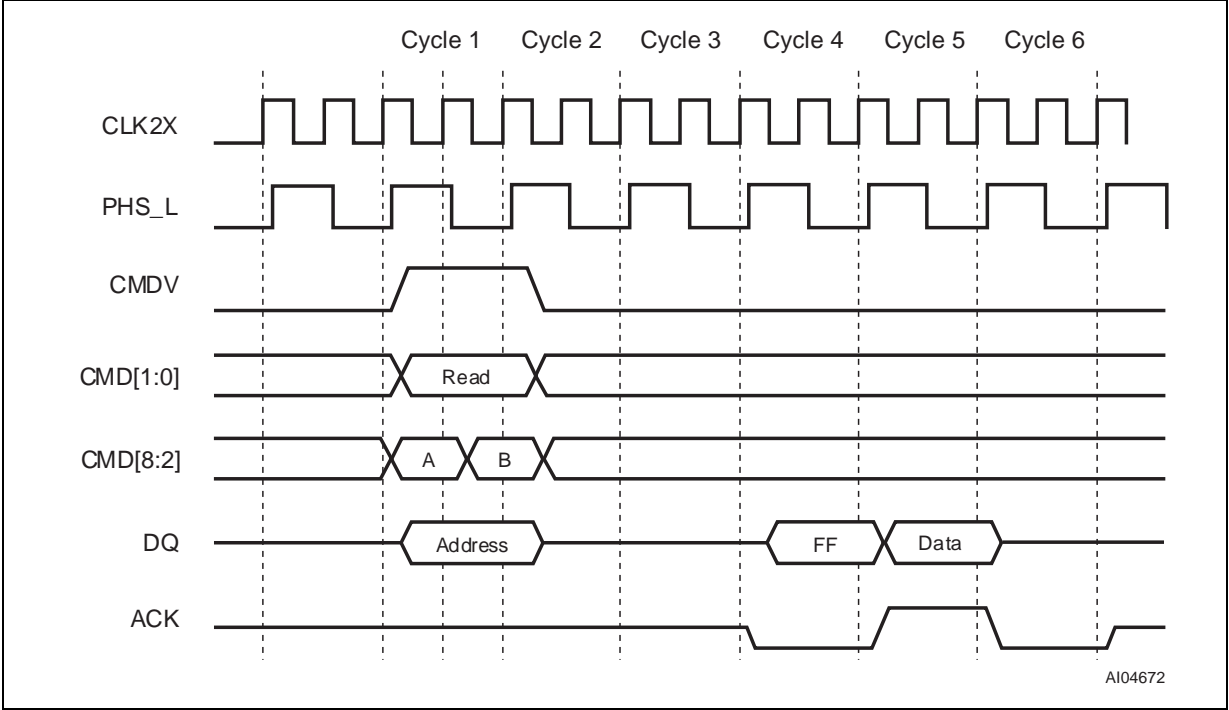 Cycle 1 Cycle 2 Cycle 3 Cycle 4 Cycle 5 Cycle 6
CLK2X
PHS_L
CMDV
CMD[1:0] Read
CMD[8:2] A B
DQ Address FF Data
ACK
AI04672